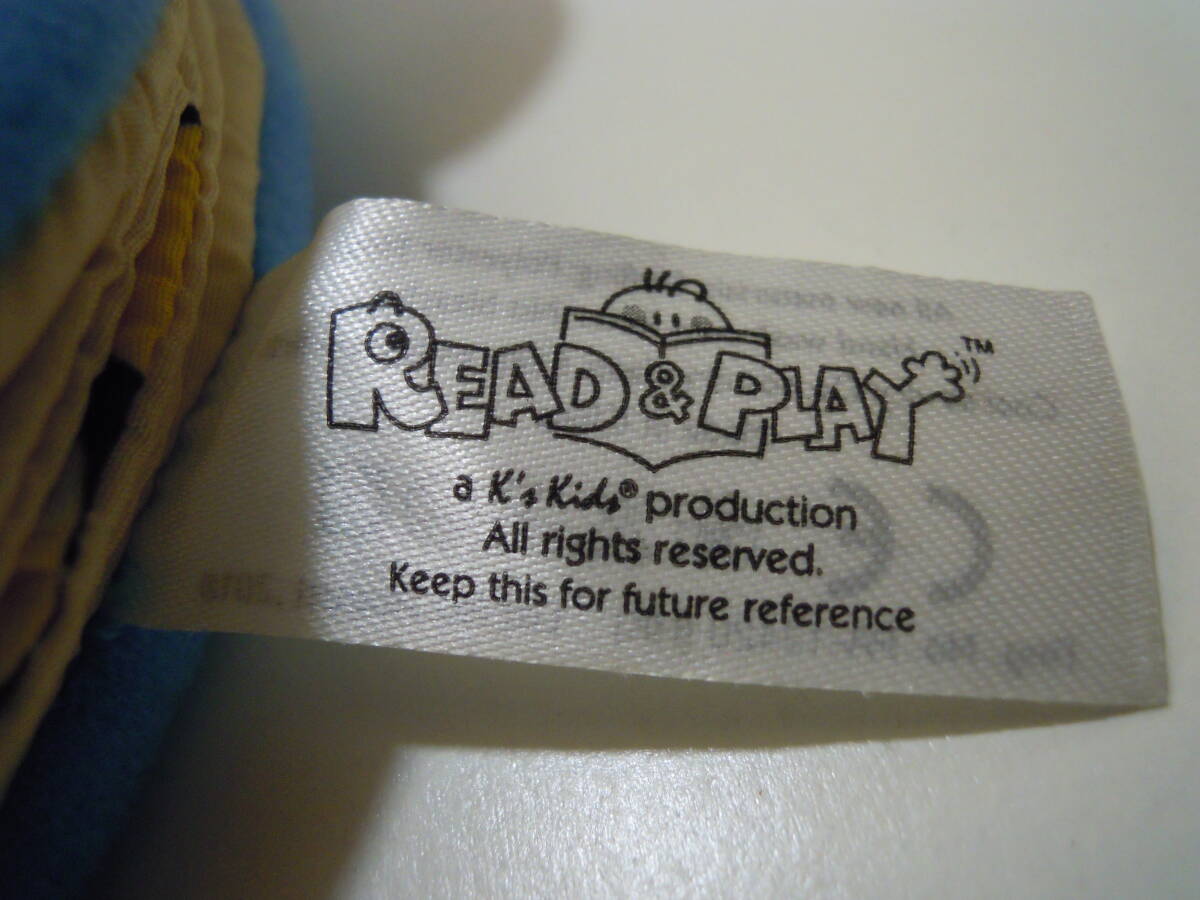 READ & PLAY™
a K's Kids® production
All rights reserved.
Keep this for future reference